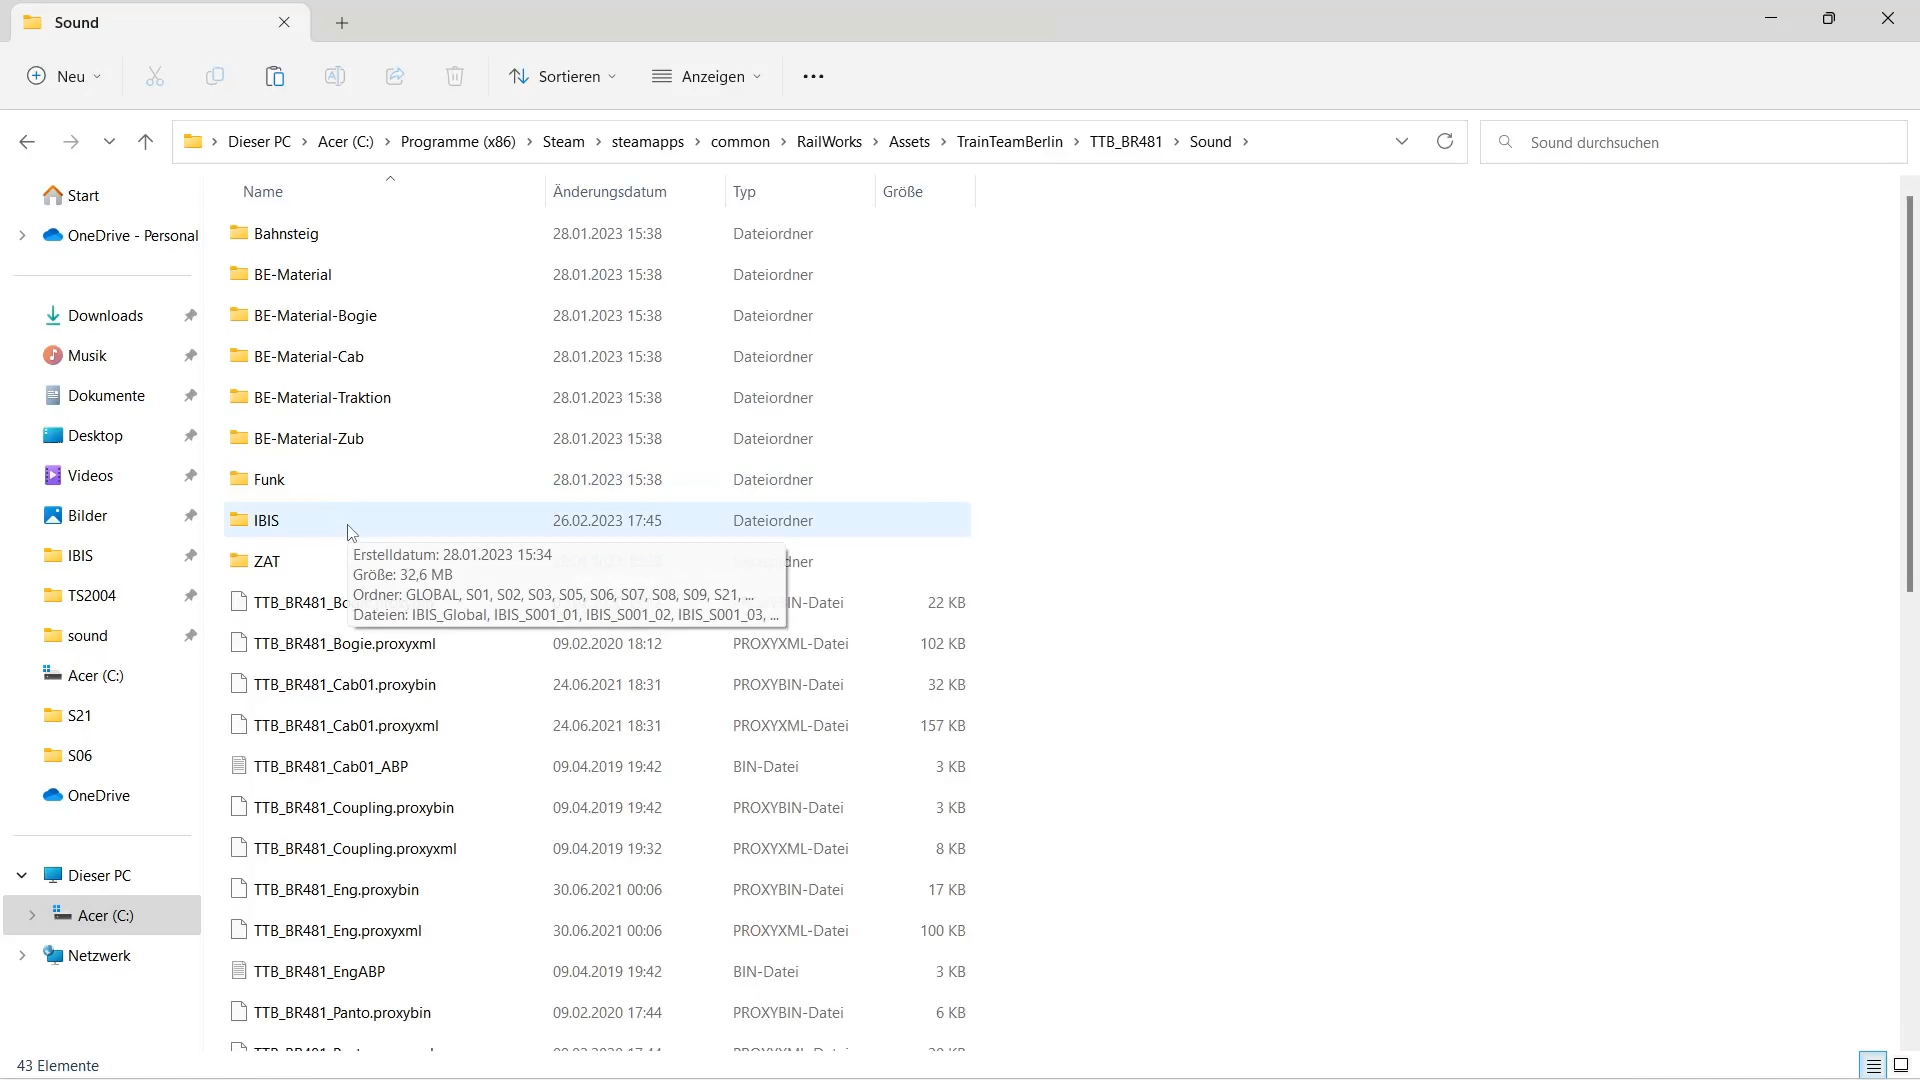 Sound
Neu
Sortieren
Anzeigen
Dieser PC > Acer (C:) > Programme (x86) > Steam > steamapps > common > RailWorks > Assets > TrainTeamBerlin > TTB_BR481 > Sound >
Sound durchsuchen
Start
OneDrive - Personal
Downloads
Musik
Dokumente
Desktop
Videos
Bilder
IBIS
TS2004
sound
Acer (C:)
S21
S06
OneDrive
Dieser PC
Acer (C:)
Netzwerk
Name Änderungsdatum Typ Größe
Bahnsteig 28.01.2023 15:38 Dateiordner
BE-Material 28.01.2023 15:38 Dateiordner
BE-Material-Bogie 28.01.2023 15:38 Dateiordner
BE-Material-Cab 28.01.2023 15:38 Dateiordner
BE-Material-Traktion 28.01.2023 15:38 Dateiordner
BE-Material-Zub 28.01.2023 15:38 Dateiordner
Funk 28.01.2023 15:38 Dateiordner
IBIS 26.02.2023 17:45 Dateiordner
ZAT
Erstelldatum: 28.01.2023 15:34
Größe: 32,6 MB
Ordner: GLOBAL, S01, S02, S03, S05, S06, S07, S08, S09, S21, ...
Dateien: IBIS_Global, IBIS_S001_01, IBIS_S001_02, IBIS_S001_03, ...
22 KB
TTB_BR481_Bogie.proxyxml 09.02.2020 18:12 PROXYXML-Datei 102 KB
TTB_BR481_Cab01.proxybin 24.06.2021 18:31 PROXYBIN-Datei 32 KB
TTB_BR481_Cab01.proxyxml 24.06.2021 18:31 PROXYXML-Datei 157 KB
TTB_BR481_Cab01_ABP 09.04.2019 19:42 BIN-Datei 3 KB
TTB_BR481_Coupling.proxybin 09.04.2019 19:42 PROXYBIN-Datei 3 KB
TTB_BR481_Coupling.proxyxml 09.04.2019 19:32 PROXYXML-Datei 8 KB
TTB_BR481_Eng.proxybin 30.06.2021 00:06 PROXYBIN-Datei 17 KB
TTB_BR481_Eng.proxyxml 30.06.2021 00:06 PROXYXML-Datei 100 KB
TTB_BR481_EngABP 09.04.2019 19:42 BIN-Datei 3 KB
TTB_BR481_Panto.proxybin 09.02.2020 17:44 PROXYBIN-Datei 6 KB
43 Elemente